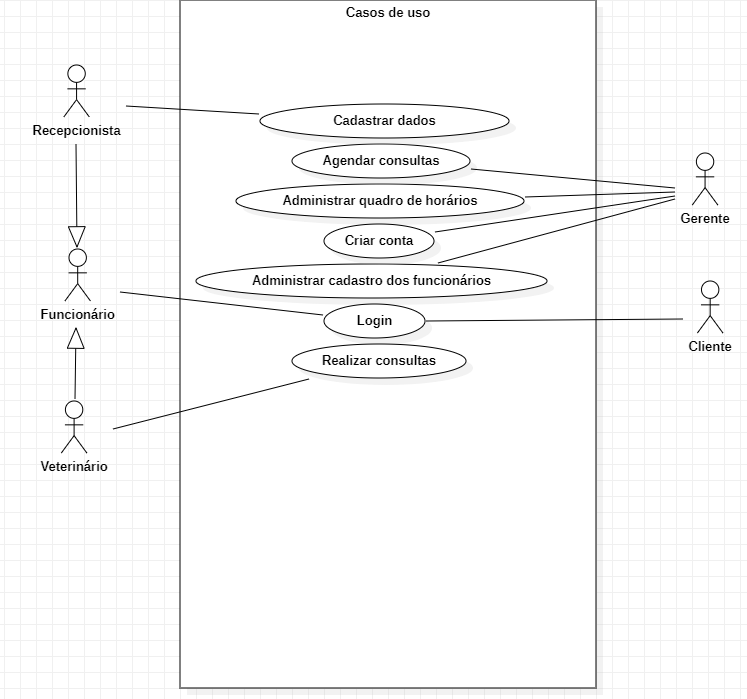 Casos de uso
Recepcionista
Cadastrar dados
Agendar consultas
Administrar quadro de horários
Gerente
Criar conta
Administrar cadastro dos funcionários
Funcionário
Login
Cliente
Realizar consultas
Veterinário